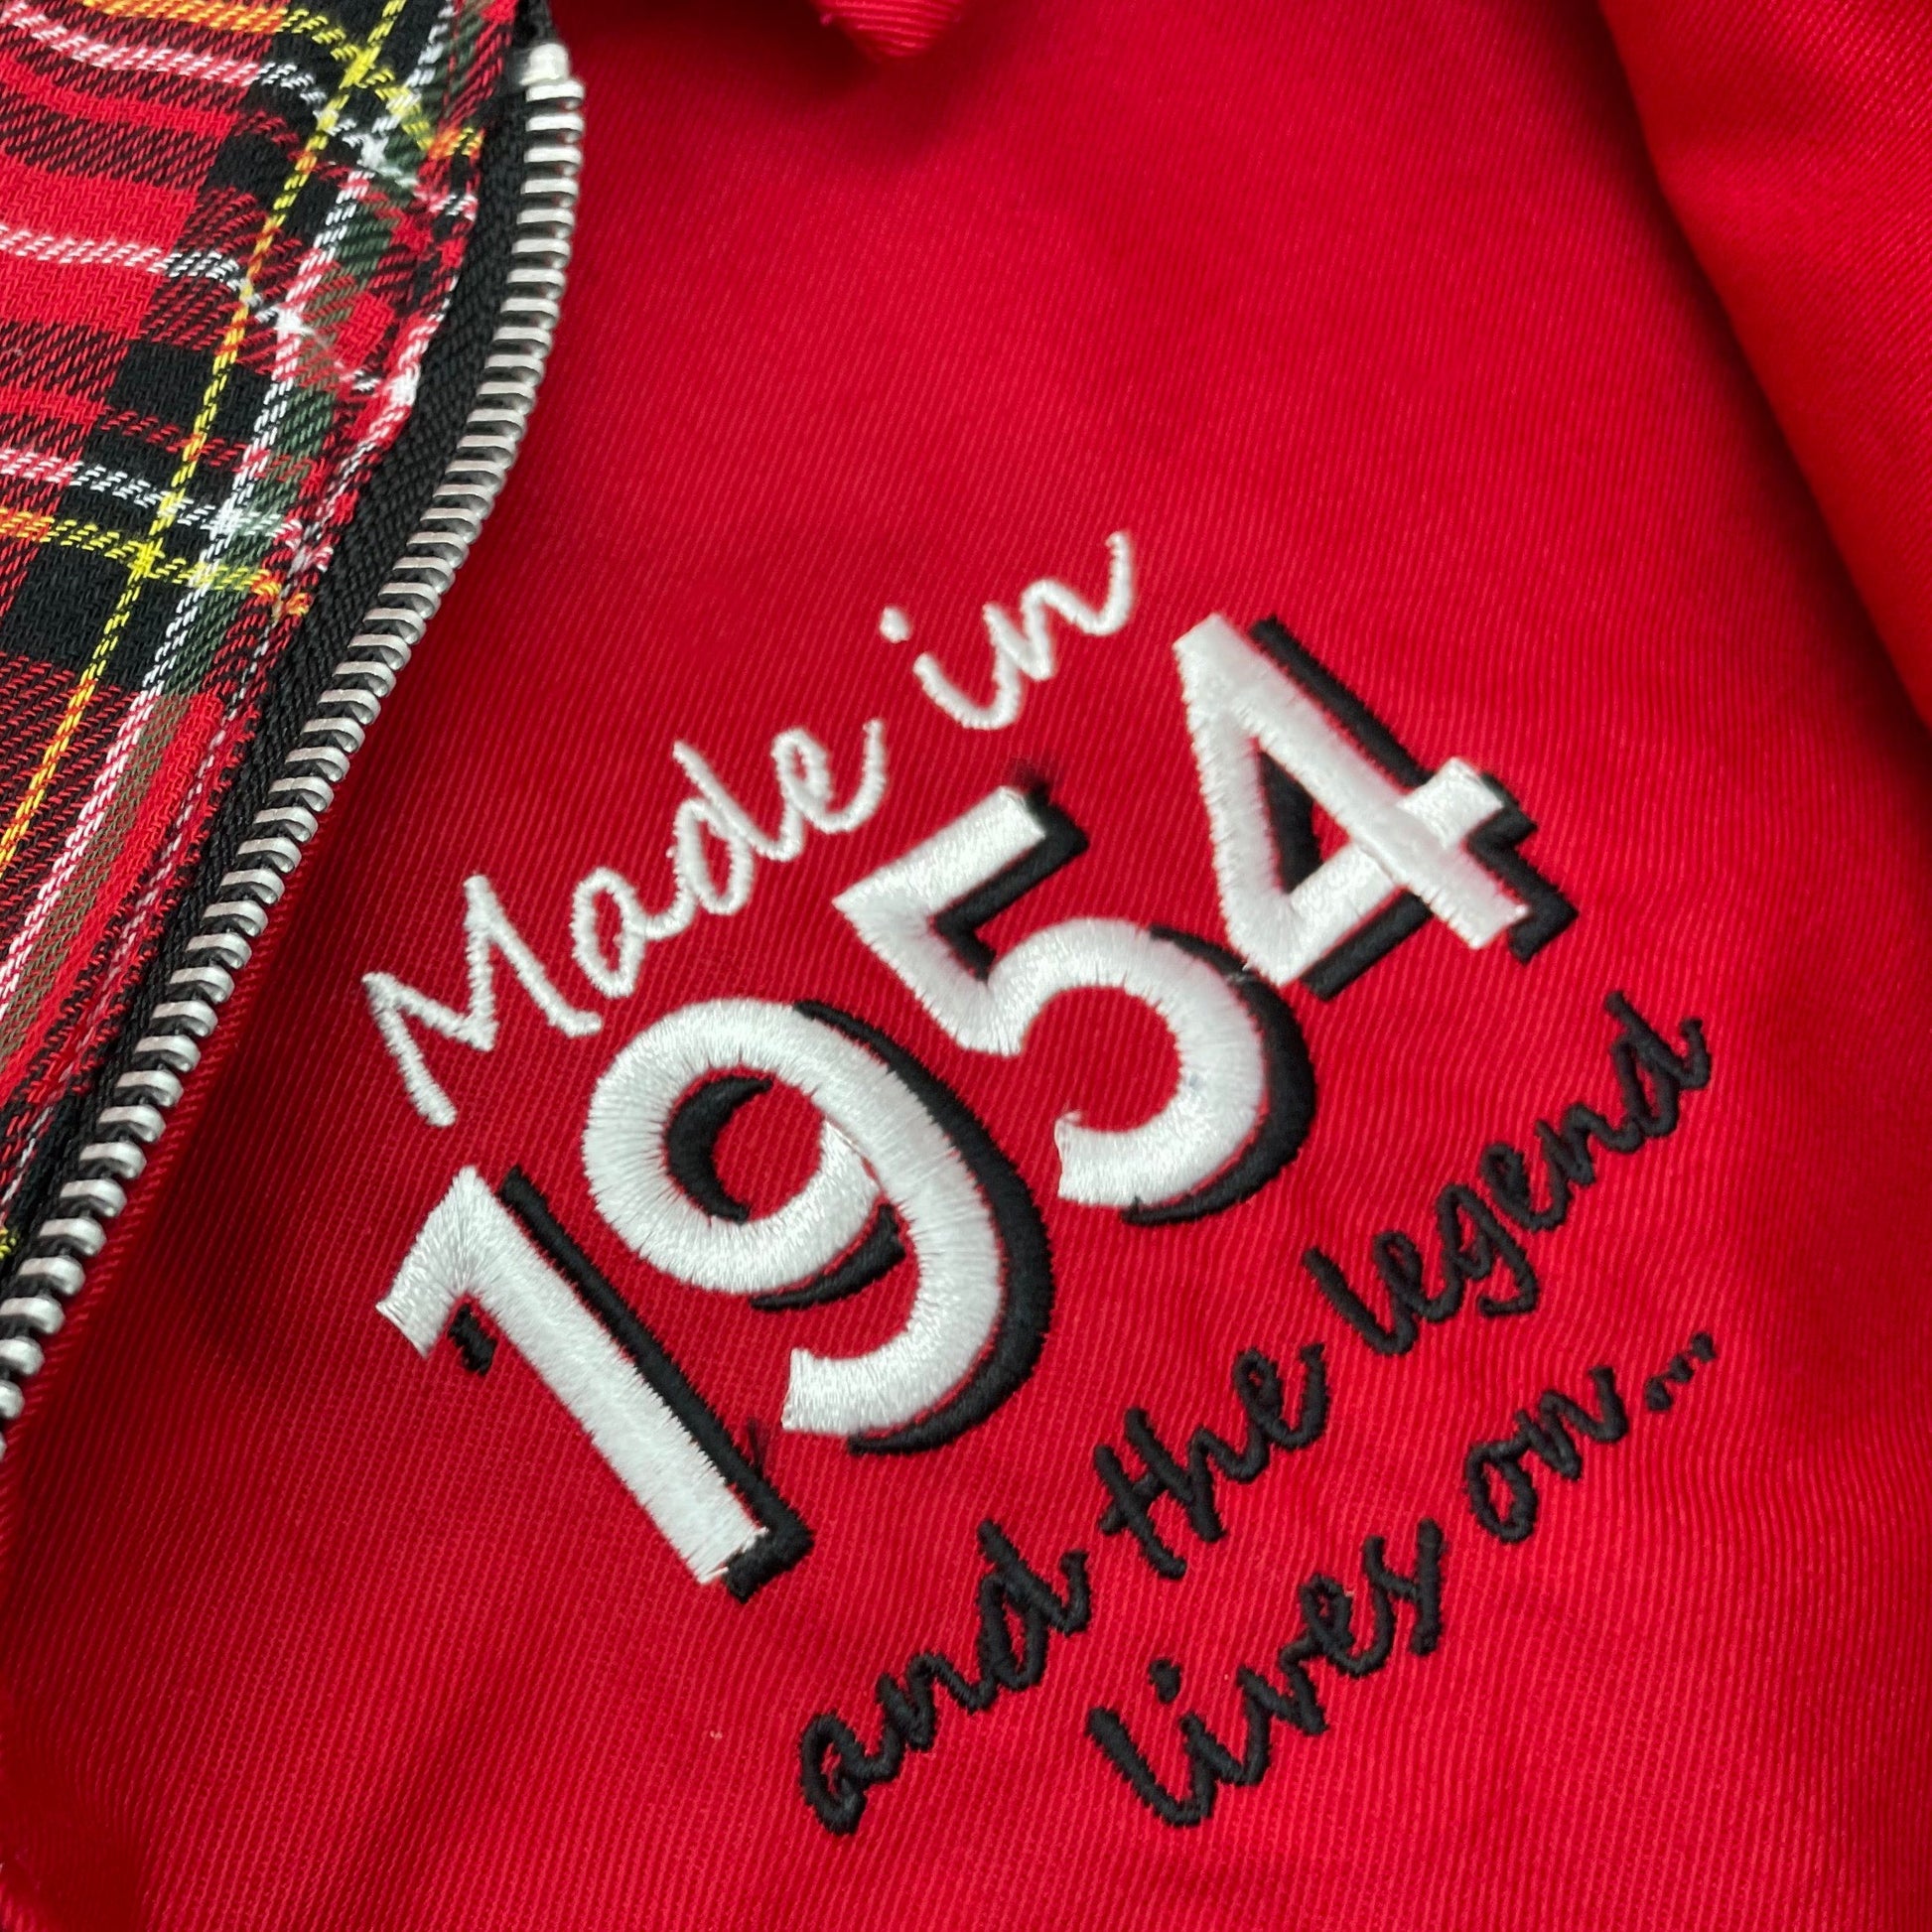 Made in
1954
and the legend
lives on...